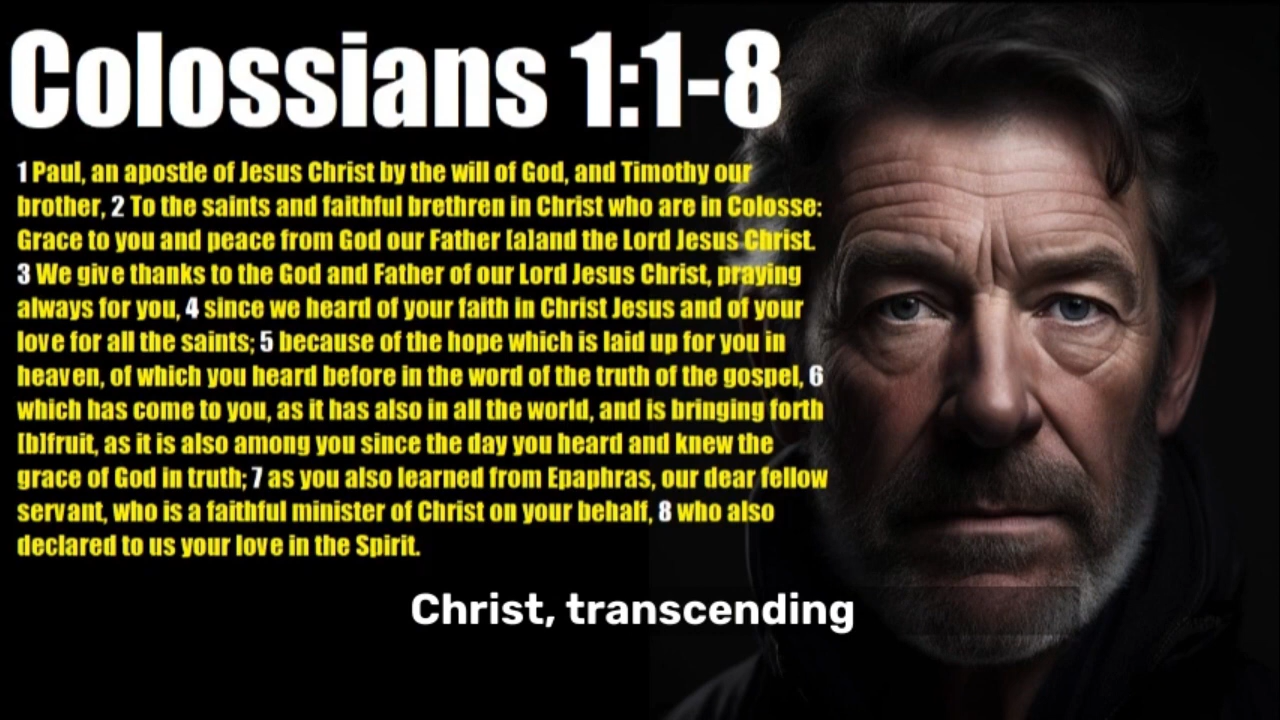 Colossians 1:1-8
1 Paul, an apostle of Jesus Christ by the will of God, and Timothy our
brother, 2 To the saints and faithful brethren in Christ who are in Colosse:
Grace to you and peace from God our Father [a]and the Lord Jesus Christ.
3 We give thanks to the God and Father of our Lord Jesus Christ, praying
always for you, 4 since we heard of your faith in Christ Jesus and of your
love for all the saints; 5 because of the hope which is laid up for you in
heaven, of which you heard before in the word of the truth of the gospel, 6
which has come to you, as it has also in all the world, and is bringing forth
[b]fruit, as it is also among you since the day you heard and knew the
grace of God in truth; 7 as you also learned from Epaphras, our dear fellow
servant, who is a faithful minister of Christ on your behalf, 8 who also
declared to us your love in the Spirit.
Christ, transcending